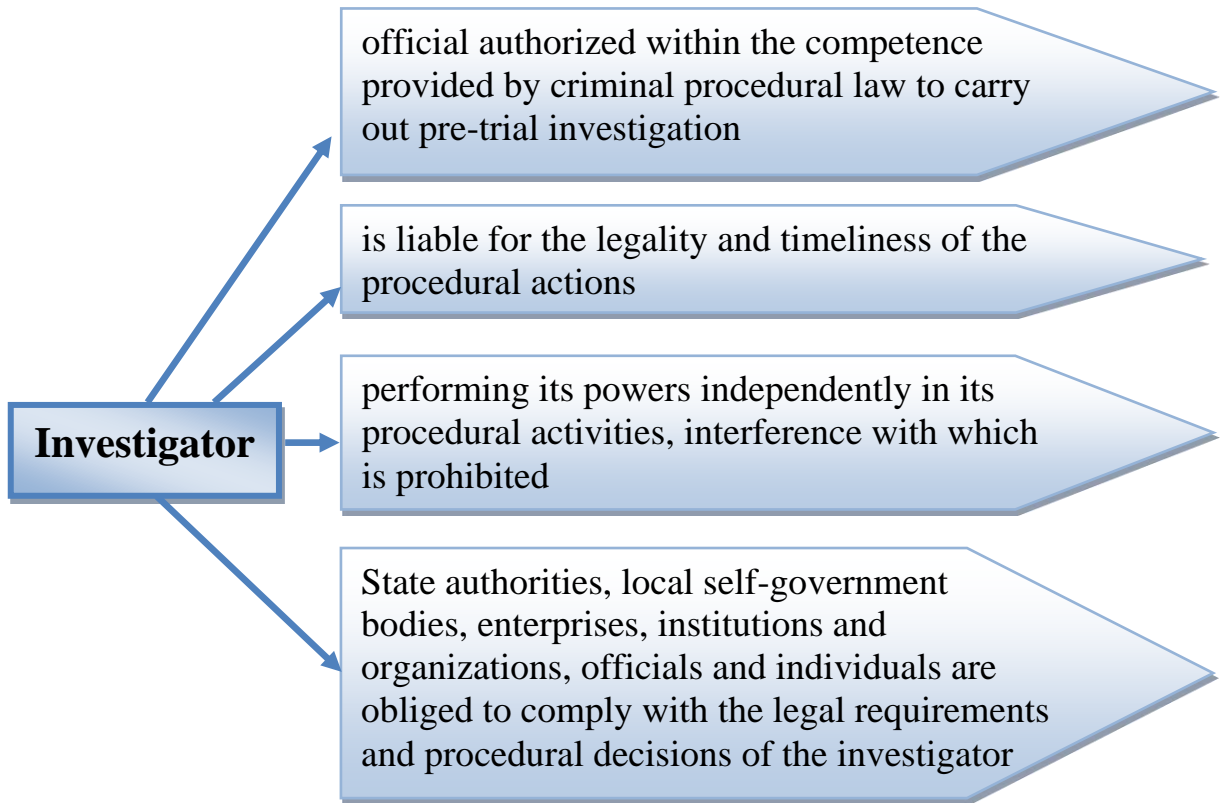 official authorized within the competence
provided by criminal procedural law to carry
out pre-trial investigation
is liable for the legality and timeliness of the
procedural actions
Investigator
performing its powers independently in its
procedural activities, interference with which
is prohibited
State authorities, local self-government
bodies, enterprises, institutions and
organizations, officials and individuals are
obliged to comply with the legal requirements
and procedural decisions of the investigator